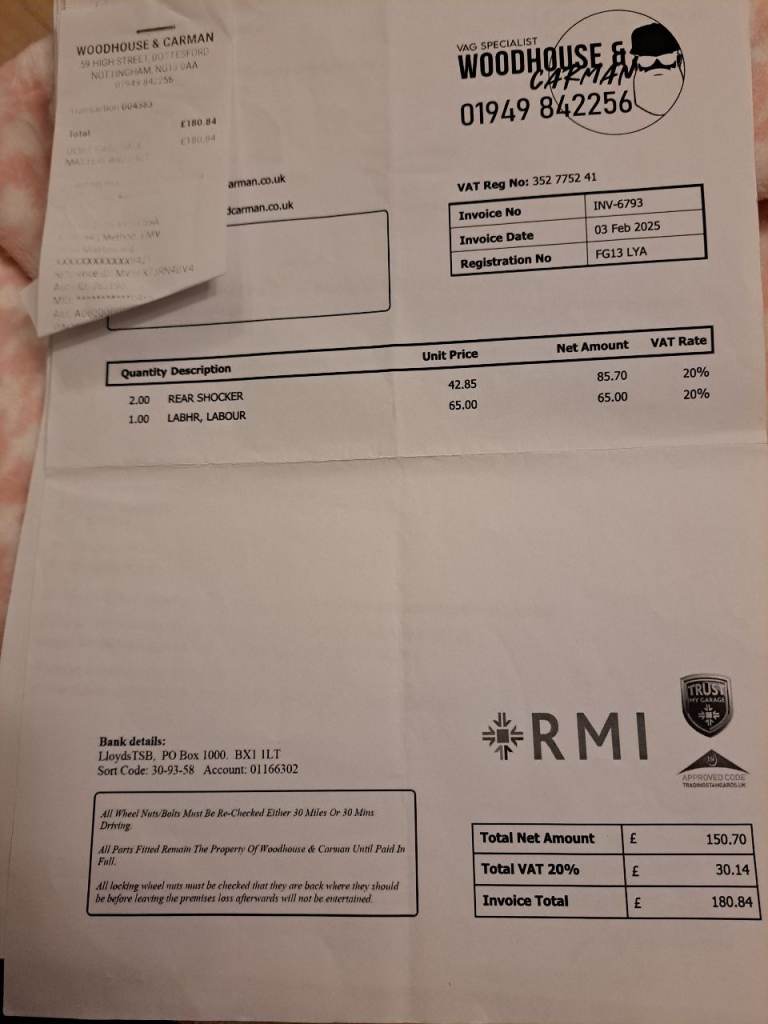 WOODHOUSE & CARMAN
59 HIGH STREET, BOTTESFORD
NOTTINGHAM, NG13 0AA
01949 842256
Transaction 004583
Total £180.84
£180.84
VAG SPECIALIST
WOODHOUSE &
CARMAN
01949 842256
arman.co.uk
dcarman.co.uk
VAT Reg No: 352 7752 41
Invoice No INV-6793
Invoice Date 03 Feb 2025
Registration No FG13 LYA
Quantity Description Unit Price Net Amount VAT Rate
2.00 REAR SHOCKER 42.85 85.70 20%
1.00 LABHR, LABOUR 65.00 65.00 20%
Bank details:
LloydsTSB, PO Box 1000. BX1 1LT
Sort Code: 30-93-58 Account: 01166302
All Wheel Nuts/Bolts Must Be Re-Checked Either 30 Miles Or 30 Mins
Driving.
All Parts Fitted Remain The Property Of Woodhouse & Carman Until Paid In
Full.
All locking wheel nuts must be checked that they are back where they should
be before leaving the premises loss afterwards will not be entertained.
RMI
TRUST
MY GARAGE
APPROVED CODE
TRADINGSTANDARDS.UK
Total Net Amount £ 150.70
Total VAT 20% £ 30.14
Invoice Total £ 180.84